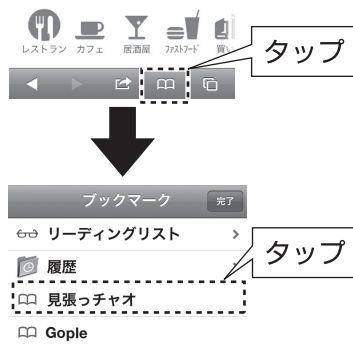 レストラン カフェ 居酒屋 ファストフード 買い
タップ
ブックマーク 完了
リーディングリスト
履歴
タップ
見張っチャオ
Gople